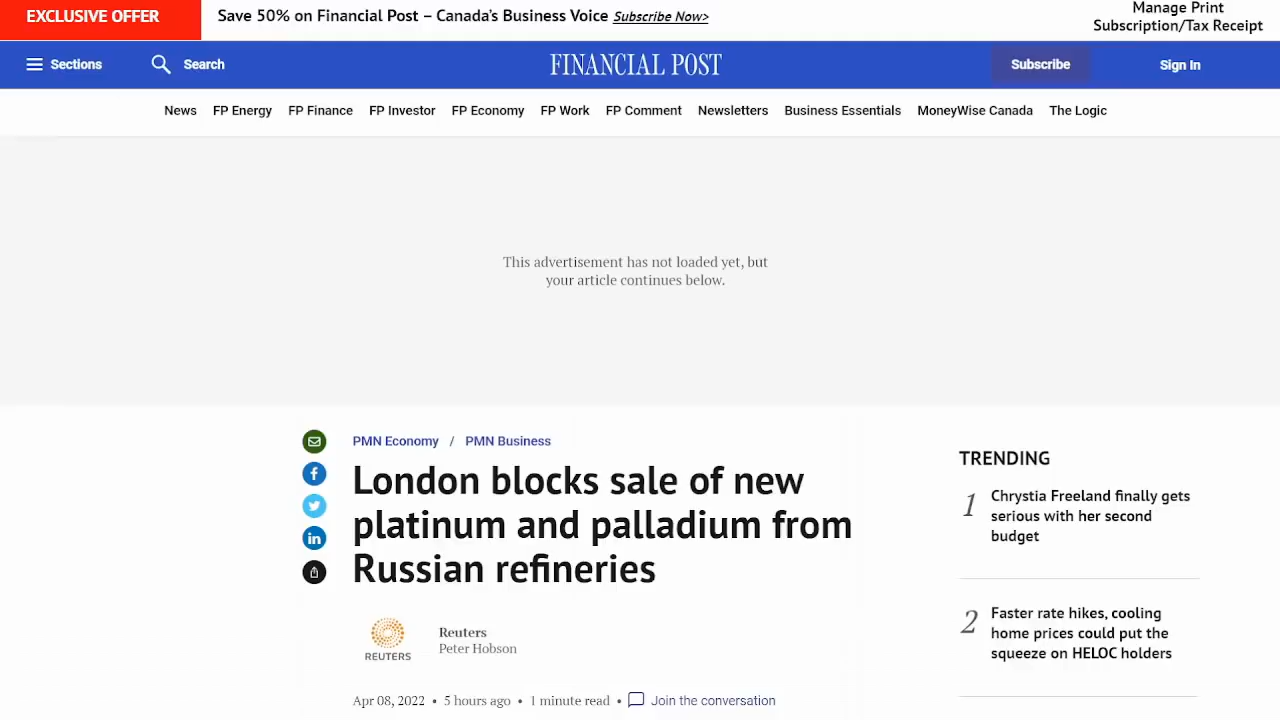 EXCLUSIVE OFFER
Save 50% on Financial Post – Canada's Business Voice Subscribe Now>
Manage Print
Subscription/Tax Receipt
Sections
Search
FINANCIAL POST
Subscribe
Sign In
News FP Energy FP Finance FP Investor FP Economy FP Work FP Comment Newsletters Business Essentials MoneyWise Canada The Logic
This advertisement has not loaded yet, but
your article continues below.
PMN Economy / PMN Business
London blocks sale of new
platinum and palladium from
Russian refineries
REUTERS
Reuters
Peter Hobson
Apr 08, 2022 • 5 hours ago • 1 minute read • Join the conversation
TRENDING
1
Chrystia Freeland finally gets
serious with her second
budget
2
Faster rate hikes, cooling
home prices could put the
squeeze on HELOC holders